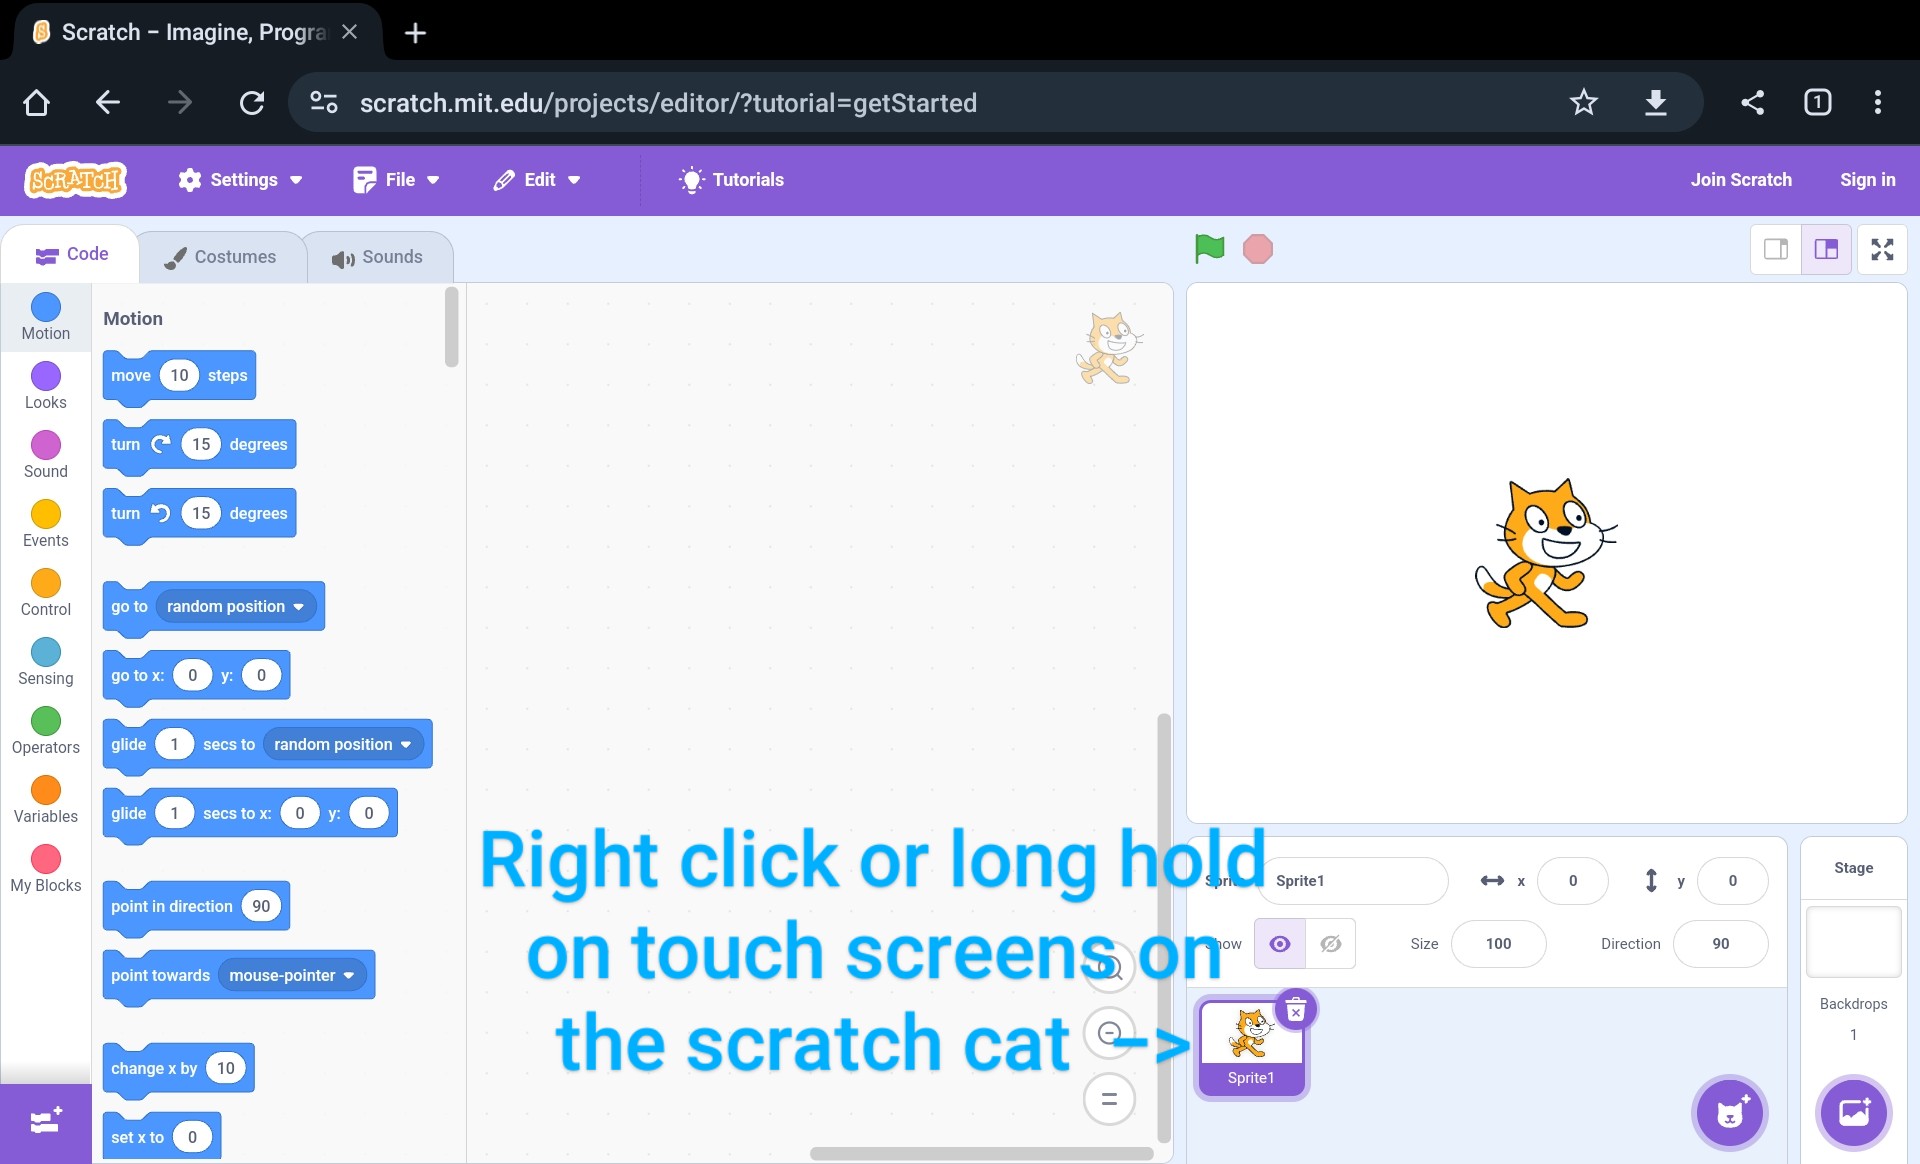 Scratch – Imagine, Progra
scratch.mit.edu/projects/editor/?tutorial=getStarted
1
SCRATCH
Settings
File
Edit
Tutorials
Join Scratch
Sign in
Code
Costumes
Sounds
Motion
Looks
Sound
Events
Control
Sensing
Operators
Variables
My Blocks
Motion
move 10 steps
turn 15 degrees
turn 15 degrees
go to random position
go to x: 0 y: 0
glide 1 secs to random position
glide 1 secs to x: 0 y: 0
point in direction 90
point towards mouse-pointer
change x by 10
set x to 0
Right click or long hold
on touch screens on
the scratch cat –>
Sprite1
x 0
y 0
Size 100
Direction 90
Sprite1
Stage
Backdrops
1